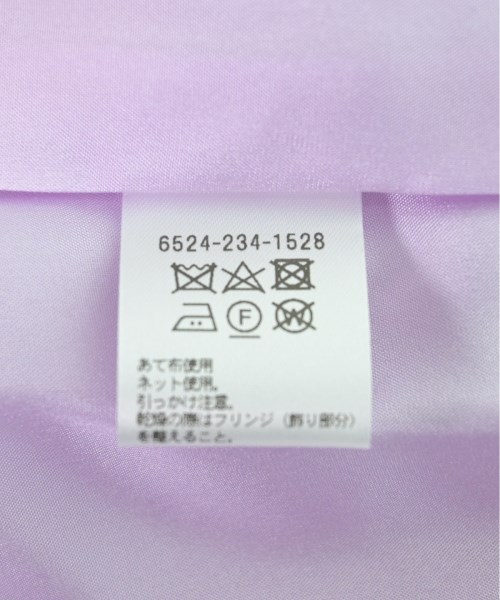 6524-234-1528
F
W
あて布使用
ネット使用。
引っかけ注意。
乾燥の際はフリンジ（飾り部分）
を整えること。